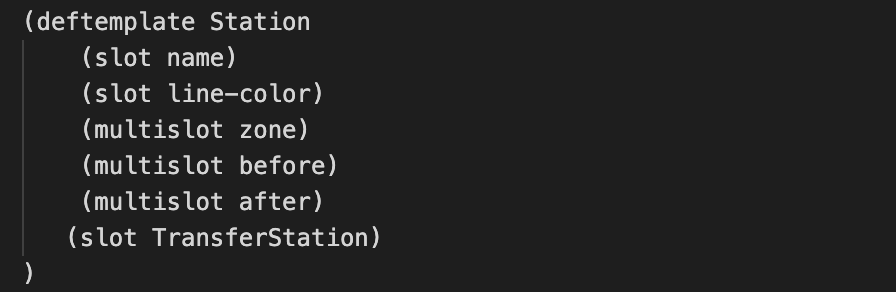 (deftemplate Station
    (slot name)
    (slot line-color)
    (multislot zone)
    (multislot before)
    (multislot after)
   (slot TransferStation)
)